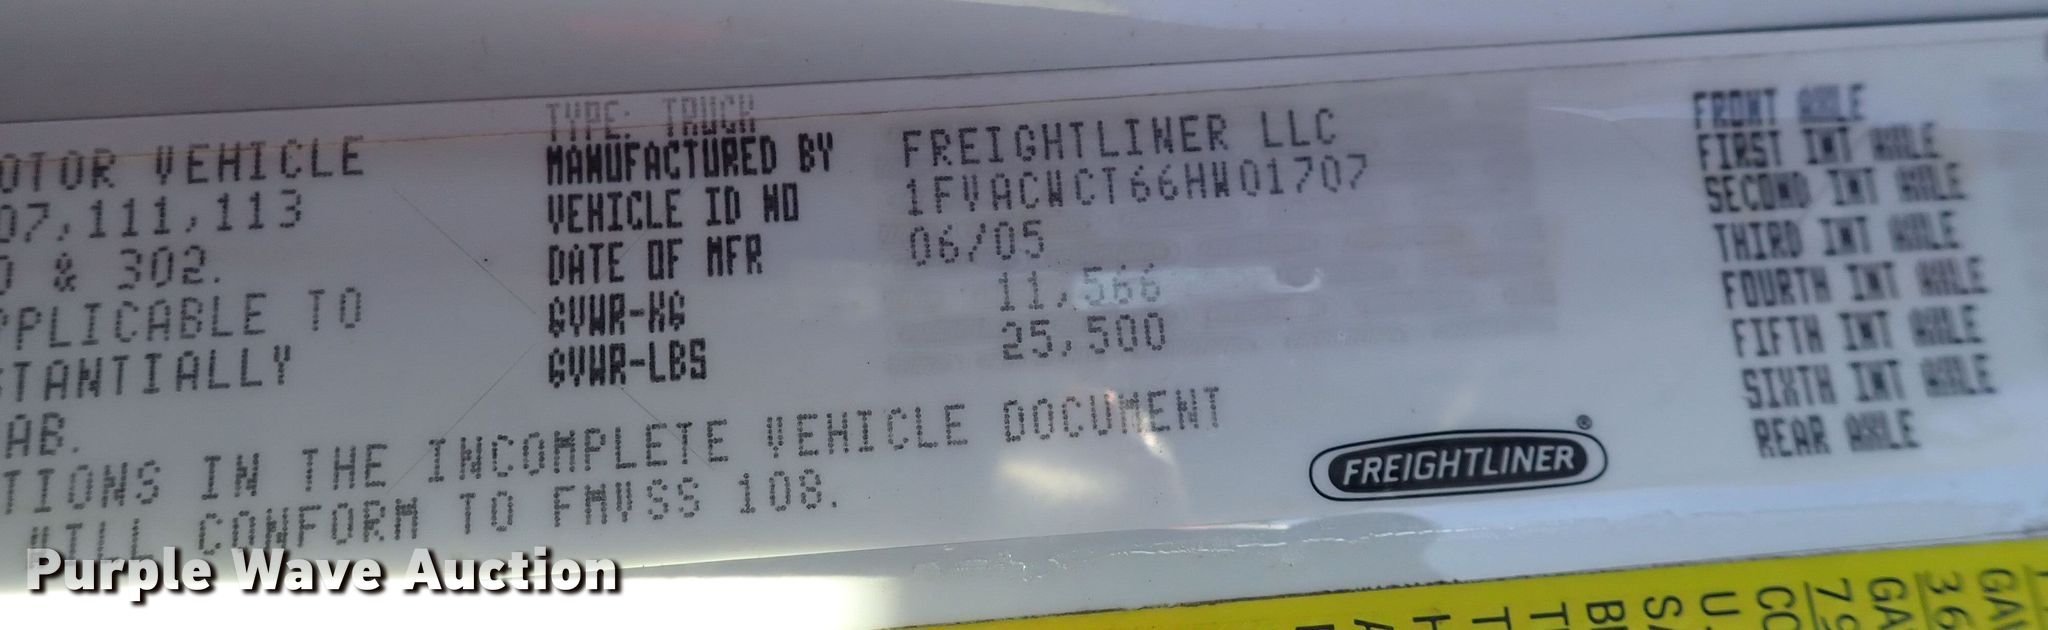 TYPE: TRUCK
OTOR VEHICLE
07,111,113
& 302.
PPLICABLE TO
TANTIALLY
AB.
MANUFACTURED BY FREIGHTLINER LLC
VEHICLE ID NO 1FVACWCT66HW01707
DATE OF MFR 06/05
GVWR-KG 11,566
GVWR-LBS 25,500
IN THE INCOMPLETE VEHICLE DOCUMENT
CONFORM TO FMVSS 108.
FREIGHTLINER®
FRONT AXLE
FIRST INT AXLE
SECOND INT AXLE
THIRD INT AXLE
FOURTH INT AXLE
FIFTH INT AXLE
SIXTH INT AXLE
REAR AXLE
Purple Wave Auction